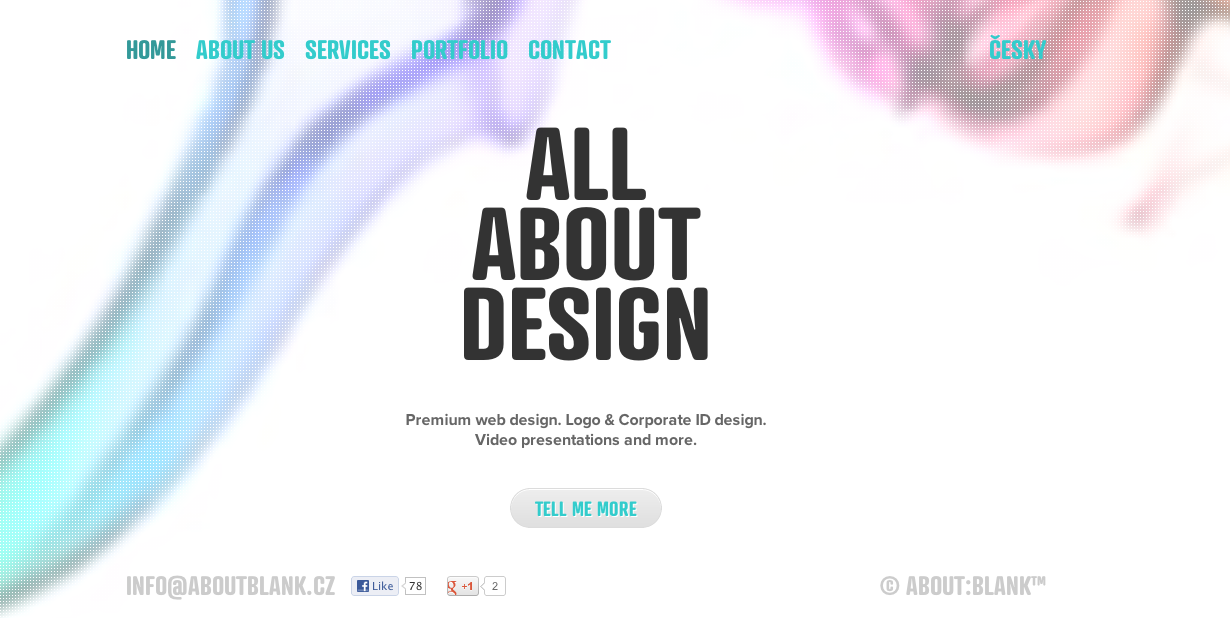 HOME ABOUT US SERVICES PORTFOLIO CONTACT ČESKY
ALL
ABOUT
DESIGN
Premium web design. Logo & Corporate ID design.
Video presentations and more.
TELL ME MORE
INFO@ABOUTBLANK.CZ Like 78 +1 2 © ABOUT:BLANK™